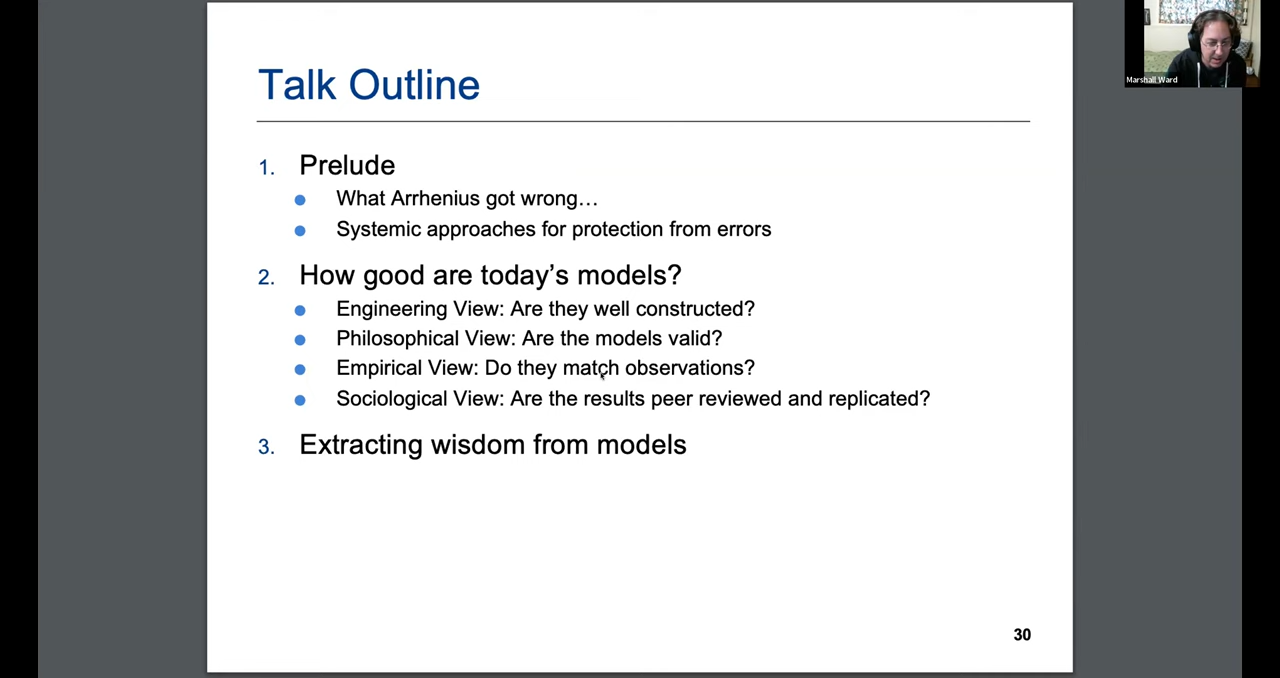 Talk Outline
1. Prelude
● What Arrhenius got wrong…
● Systemic approaches for protection from errors
2. How good are today's models?
● Engineering View: Are they well constructed?
● Philosophical View: Are the models valid?
● Empirical View: Do they match observations?
● Sociological View: Are the results peer reviewed and replicated?
3. Extracting wisdom from models
30
Marshall Ward